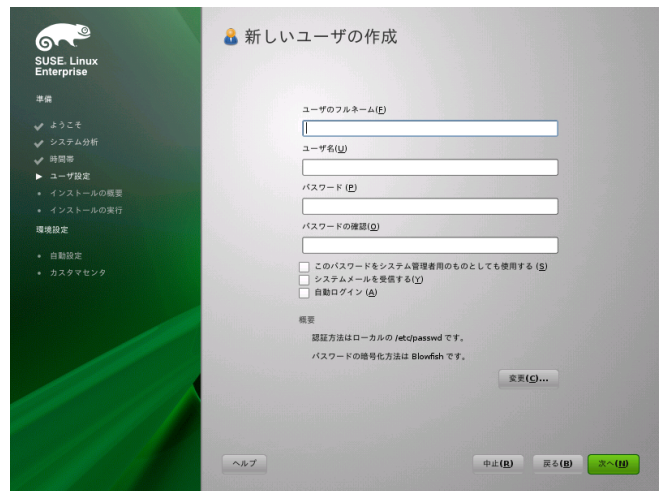 SUSE. Linux
Enterprise
準備
ようこそ
システム分析
時間帯
ユーザ設定
インストールの概要
インストールの実行
環境設定
自動設定
カスタマセンタ
新しいユーザの作成
ユーザのフルネーム(F)
ユーザ名(U)
パスワード (P)
パスワードの確認(O)
このパスワードをシステム管理者用のものとしても使用する (S)
システムメールを受信する(Y)
自動ログイン (A)
概要
認証方法はローカルの /etc/passwd です。
パスワードの暗号化方法は Blowfish です。
変更(C)...
ヘルプ
中止(R)
戻る(B)
次へ(N)